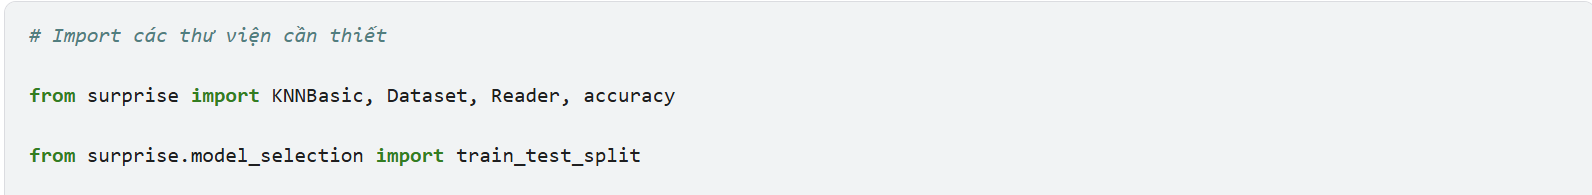 # Import các thư viện cần thiết
from surprise import KNNBasic, Dataset, Reader, accuracy
from surprise.model_selection import train_test_split